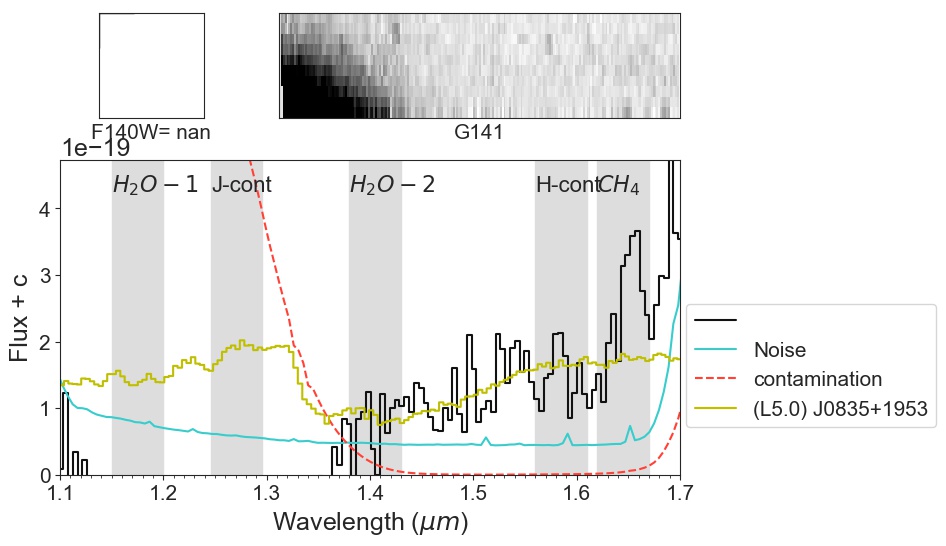 F140W= nan
G141
1e−19
H₂O − 1 J-cont H₂O − 2 H-cont CH₄
4
3
2
1
0
Flux + c
1.1 1.2 1.3 1.4 1.5 1.6 1.7
Wavelength (μm)
Noise
contamination
(L5.0) J0835+1953